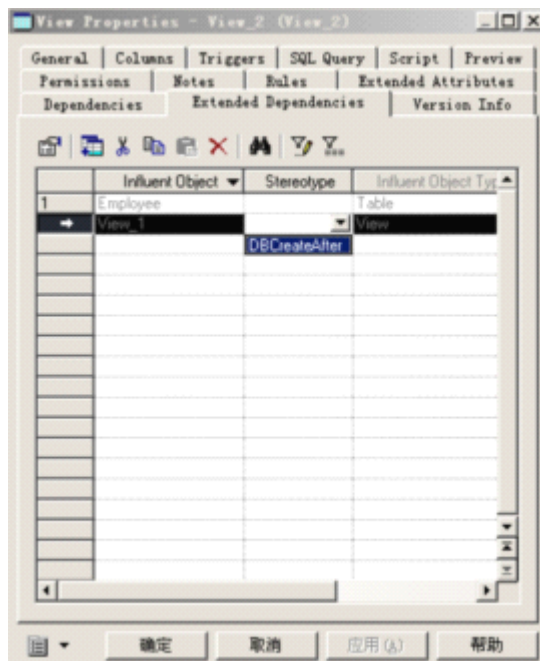 View Properties - View_2 (View_2)
General Columns Triggers SQL Query Script Preview
Permissions Notes Rules Extended Attributes
Dependencies Extended Dependencies Version Info
Influent Object Stereotype Influent Object Typ
1 Employee Table
View_1 View
DBCreateAfter
确定 取消 应用(A) 帮助